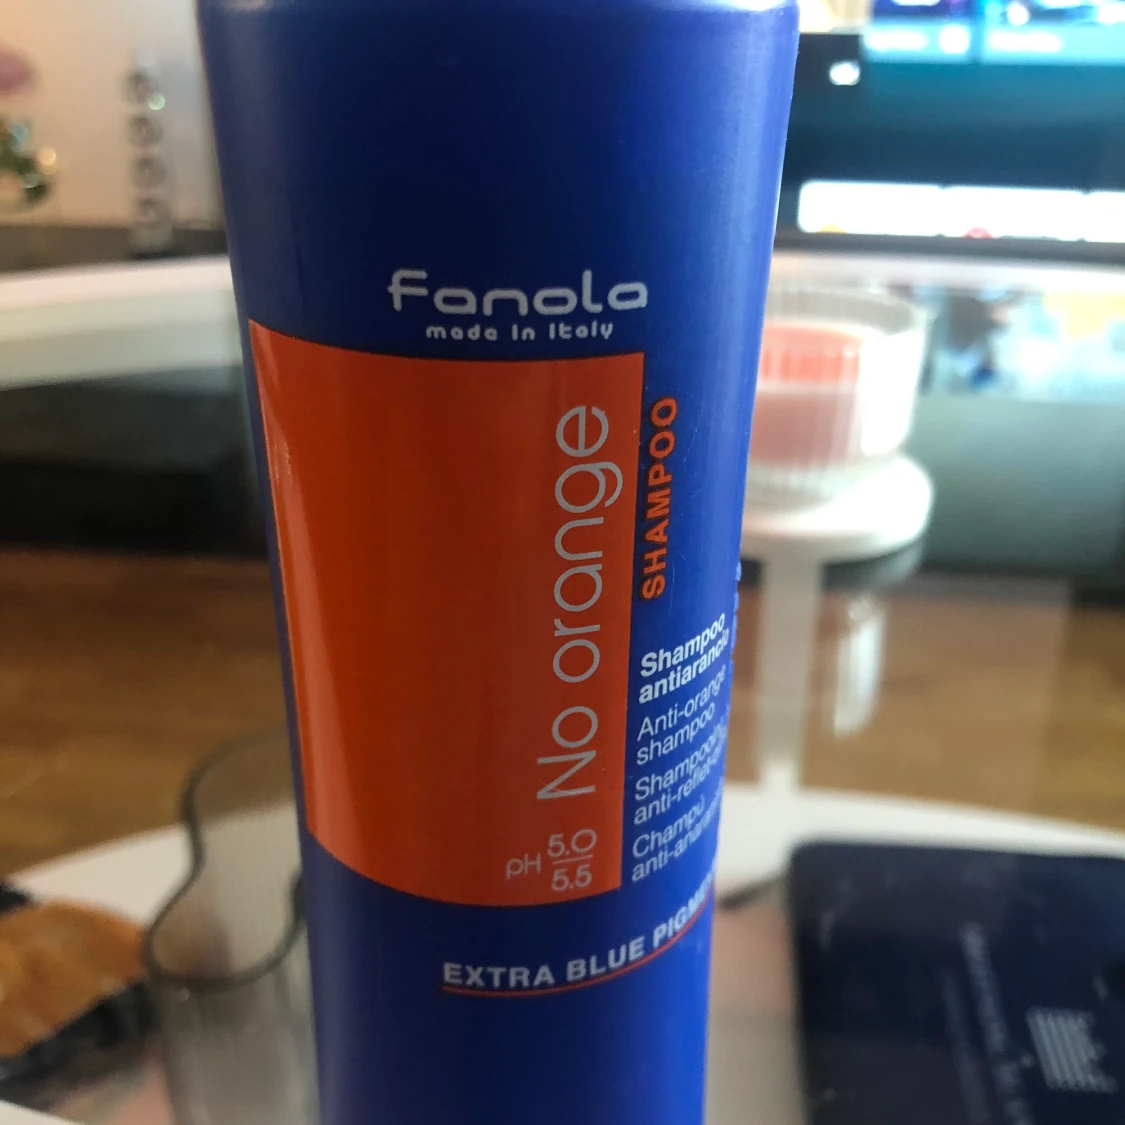 fanola
made in Italy
No orange
SHAMPOO
pH 5.0
5.5
Shampoo
antiarancio
Anti-orange
shampoo
Champú
EXTRA BLUE